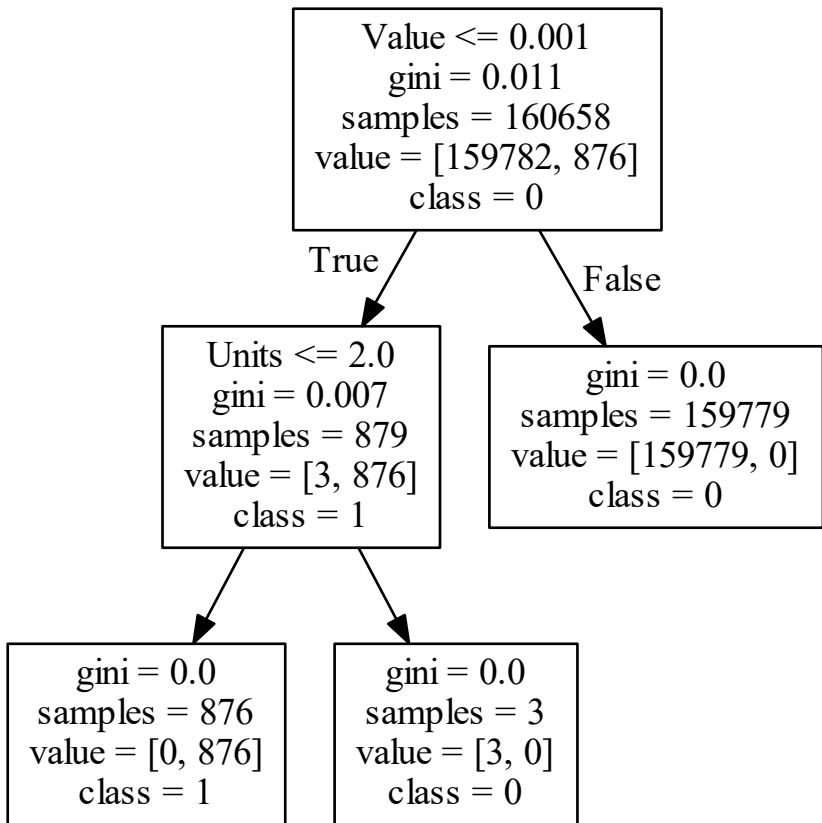 Value <= 0.001
gini = 0.011
samples = 160658
value = [159782, 876]
class = 0
True
False
Units <= 2.0
gini = 0.007
samples = 879
value = [3, 876]
class = 1
gini = 0.0
samples = 159779
value = [159779, 0]
class = 0
gini = 0.0
samples = 876
value = [0, 876]
class = 1
gini = 0.0
samples = 3
value = [3, 0]
class = 0